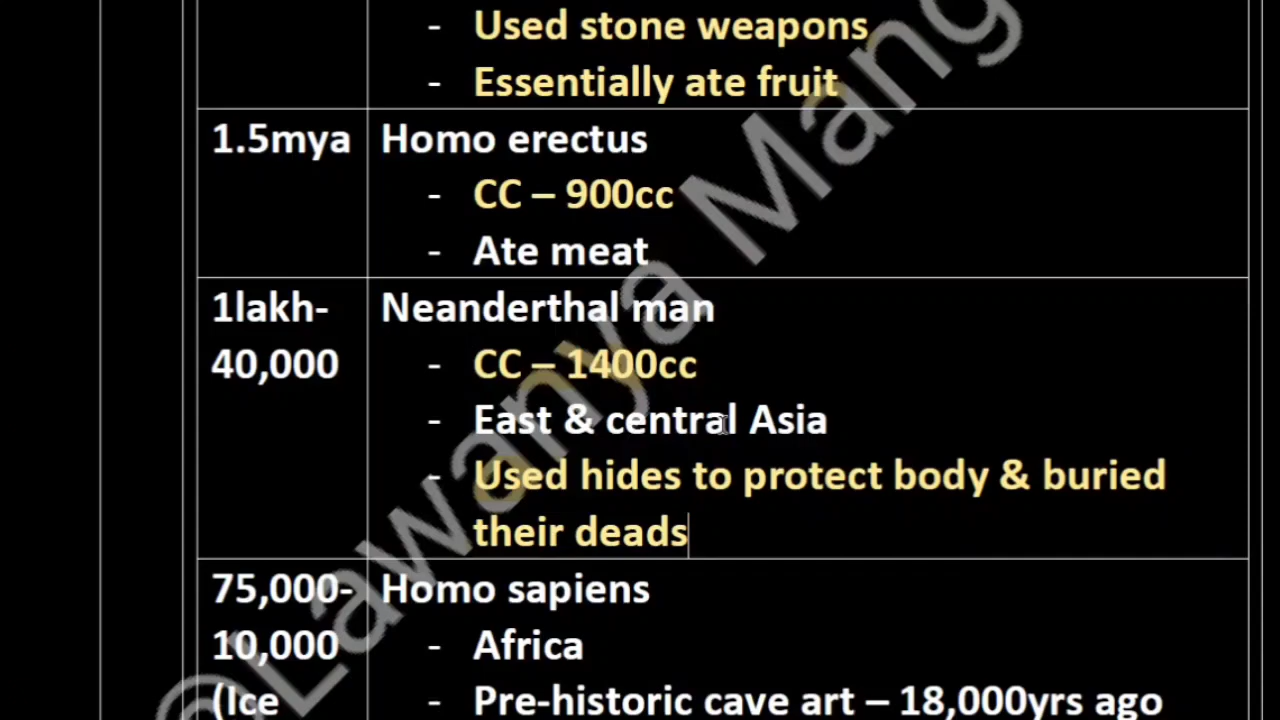 - Used stone weapons
- Essentially ate fruit
1.5mya Homo erectus
- CC – 900cc
- Ate meat
1lakh- Neanderthal man
40,000 - CC – 1400cc
- East & central Asia
- Used hides to protect body & buried
their deads
75,000- Homo sapiens
10,000 - Africa
(Ice - Pre-historic cave art – 18,000yrs ago
@Lawanya Mang